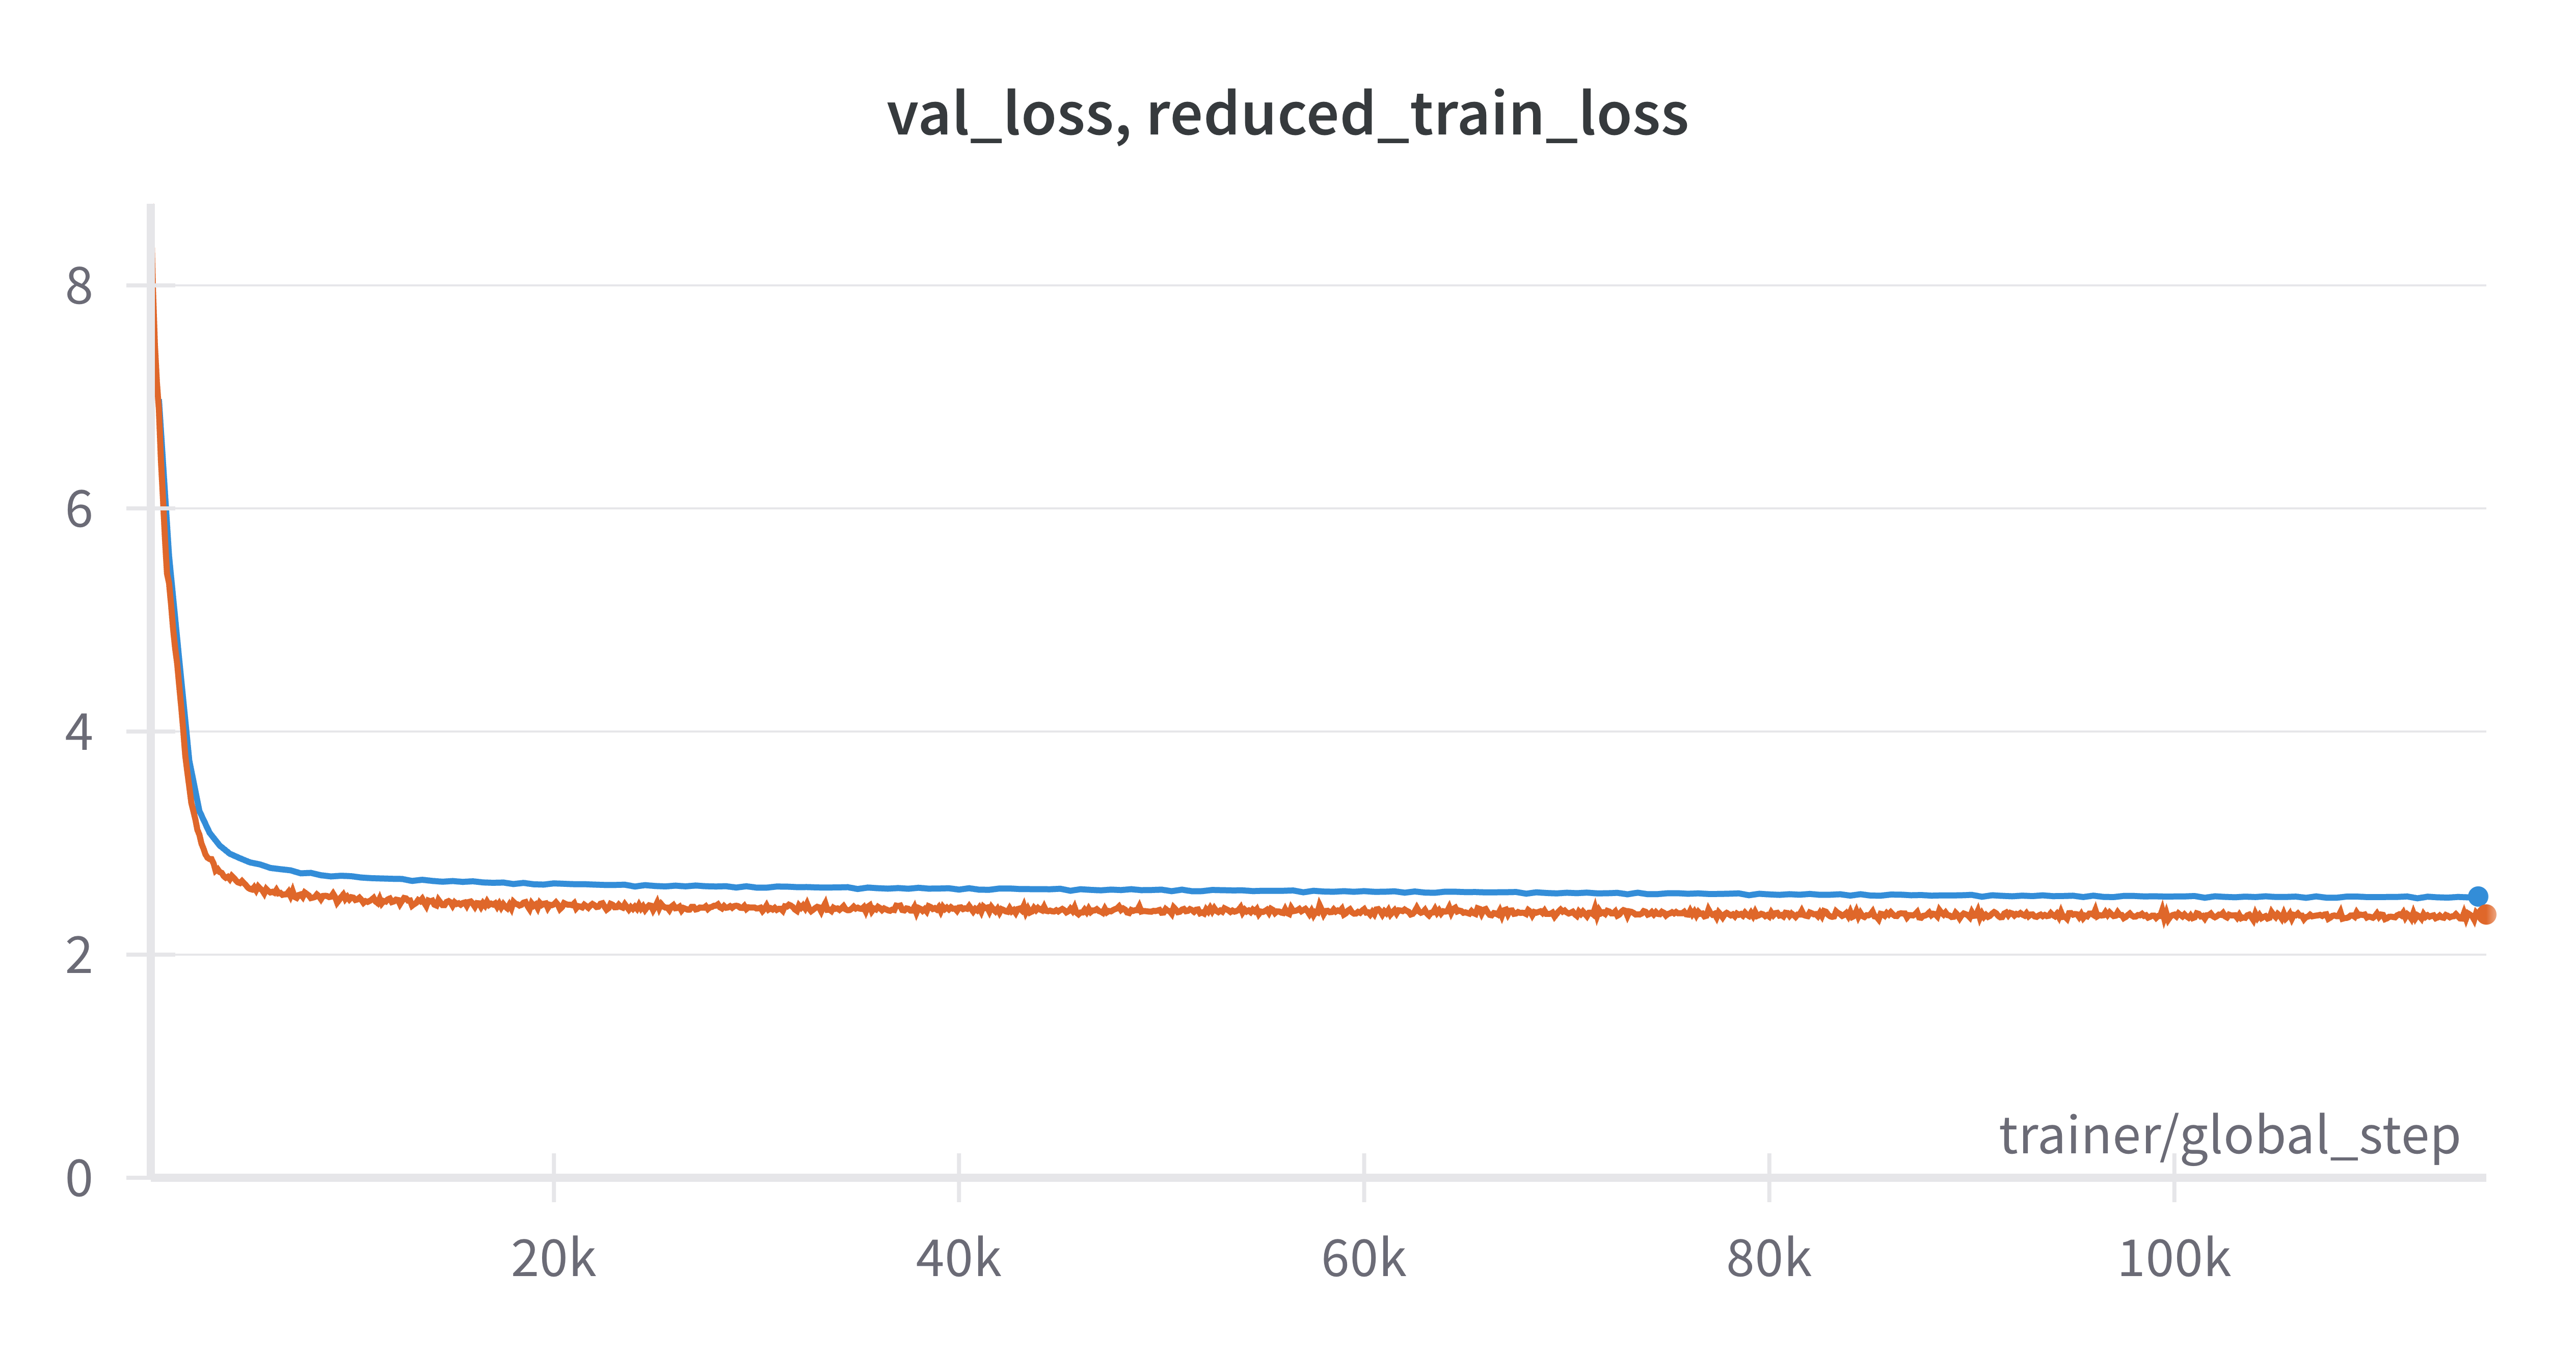 val_loss, reduced_train_loss
8
6
4
2
0
trainer/global_step
20k 40k 60k 80k 100k